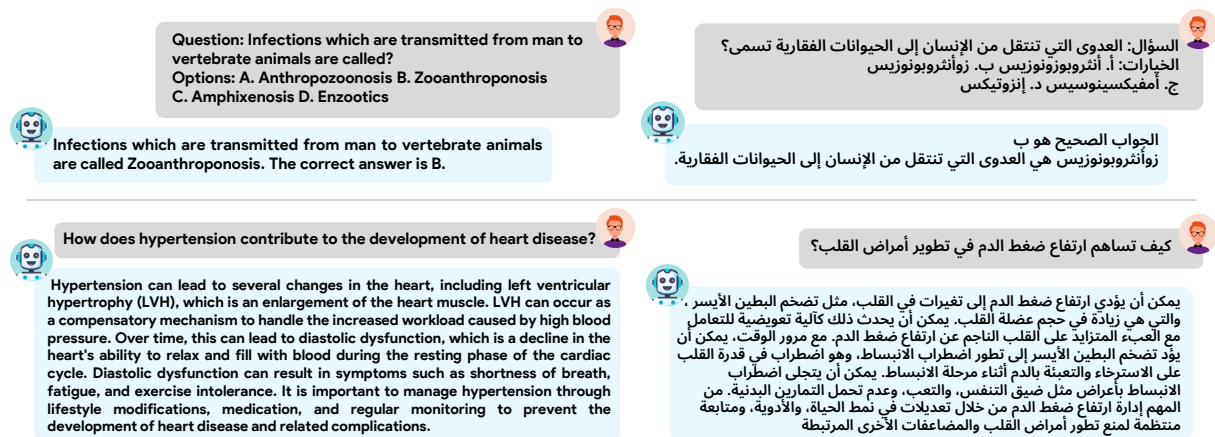 Question: Infections which are transmitted from man to
vertebrate animals are called?
Options: A. Anthropozoonosis B. Zooanthroponosis
C. Amphixenosis D. Enzootics
Infections which are transmitted from man to vertebrate animals
are called Zooanthroponosis. The correct answer is B.
السؤال: العدوى التي تنتقل من الإنسان إلى الحيوانات الفقارية تسمى؟
الخيارات: أ. أنثروبوزونوزيس ب. زوأنثروبونوزيس
ج. أمفيكسينوسيس د. إنزوتيكس
الجواب الصحيح هو ب
زوأنثروبونوزيس هي العدوى التي تنتقل من الإنسان إلى الحيوانات الفقارية.
How does hypertension contribute to the development of heart disease?
Hypertension can lead to several changes in the heart, including left ventricular
hypertrophy (LVH), which is an enlargement of the heart muscle. LVH can occur as
a compensatory mechanism to handle the increased workload caused by high blood
pressure. Over time, this can lead to diastolic dysfunction, which is a decline in the
heart's ability to relax and fill with blood during the resting phase of the cardiac
cycle. Diastolic dysfunction can result in symptoms such as shortness of breath,
fatigue, and exercise intolerance. It is important to manage hypertension through
lifestyle modifications, medication, and regular monitoring to prevent the
development of heart disease and related complications.
كيف تساهم ارتفاع ضغط الدم في تطوير أمراض القلب؟
يمكن أن يؤدي ارتفاع ضغط الدم إلى تغيرات في القلب، مثل تضخم البطين الأيسر ،
والتي هي زيادة في حجم عضلة القلب. يمكن أن يحدث ذلك كآلية تعويضية للتعامل
مع العبء المتزايد على القلب الناجم عن ارتفاع ضغط الدم. مع مرور الوقت، يمكن أن
يؤد تضخم البطين الأيسر إلى تطور اضطراب الانبساط، وهو اضطراب في قدرة القلب
على الاسترخاء والتعبئة بالدم أثناء مرحلة الانبساط. يمكن أن يتجلى اضطراب
الانبساط بأعراض مثل ضيق التنفس، والتعب، وعدم تحمل التمارين البدنية. من
المهم إدارة ارتفاع ضغط الدم من خلال تعديلات في نمط الحياة، والأدوية، ومتابعة
منتظمة لمنع تطور أمراض القلب والمضاعفات الأخرى المرتبطة